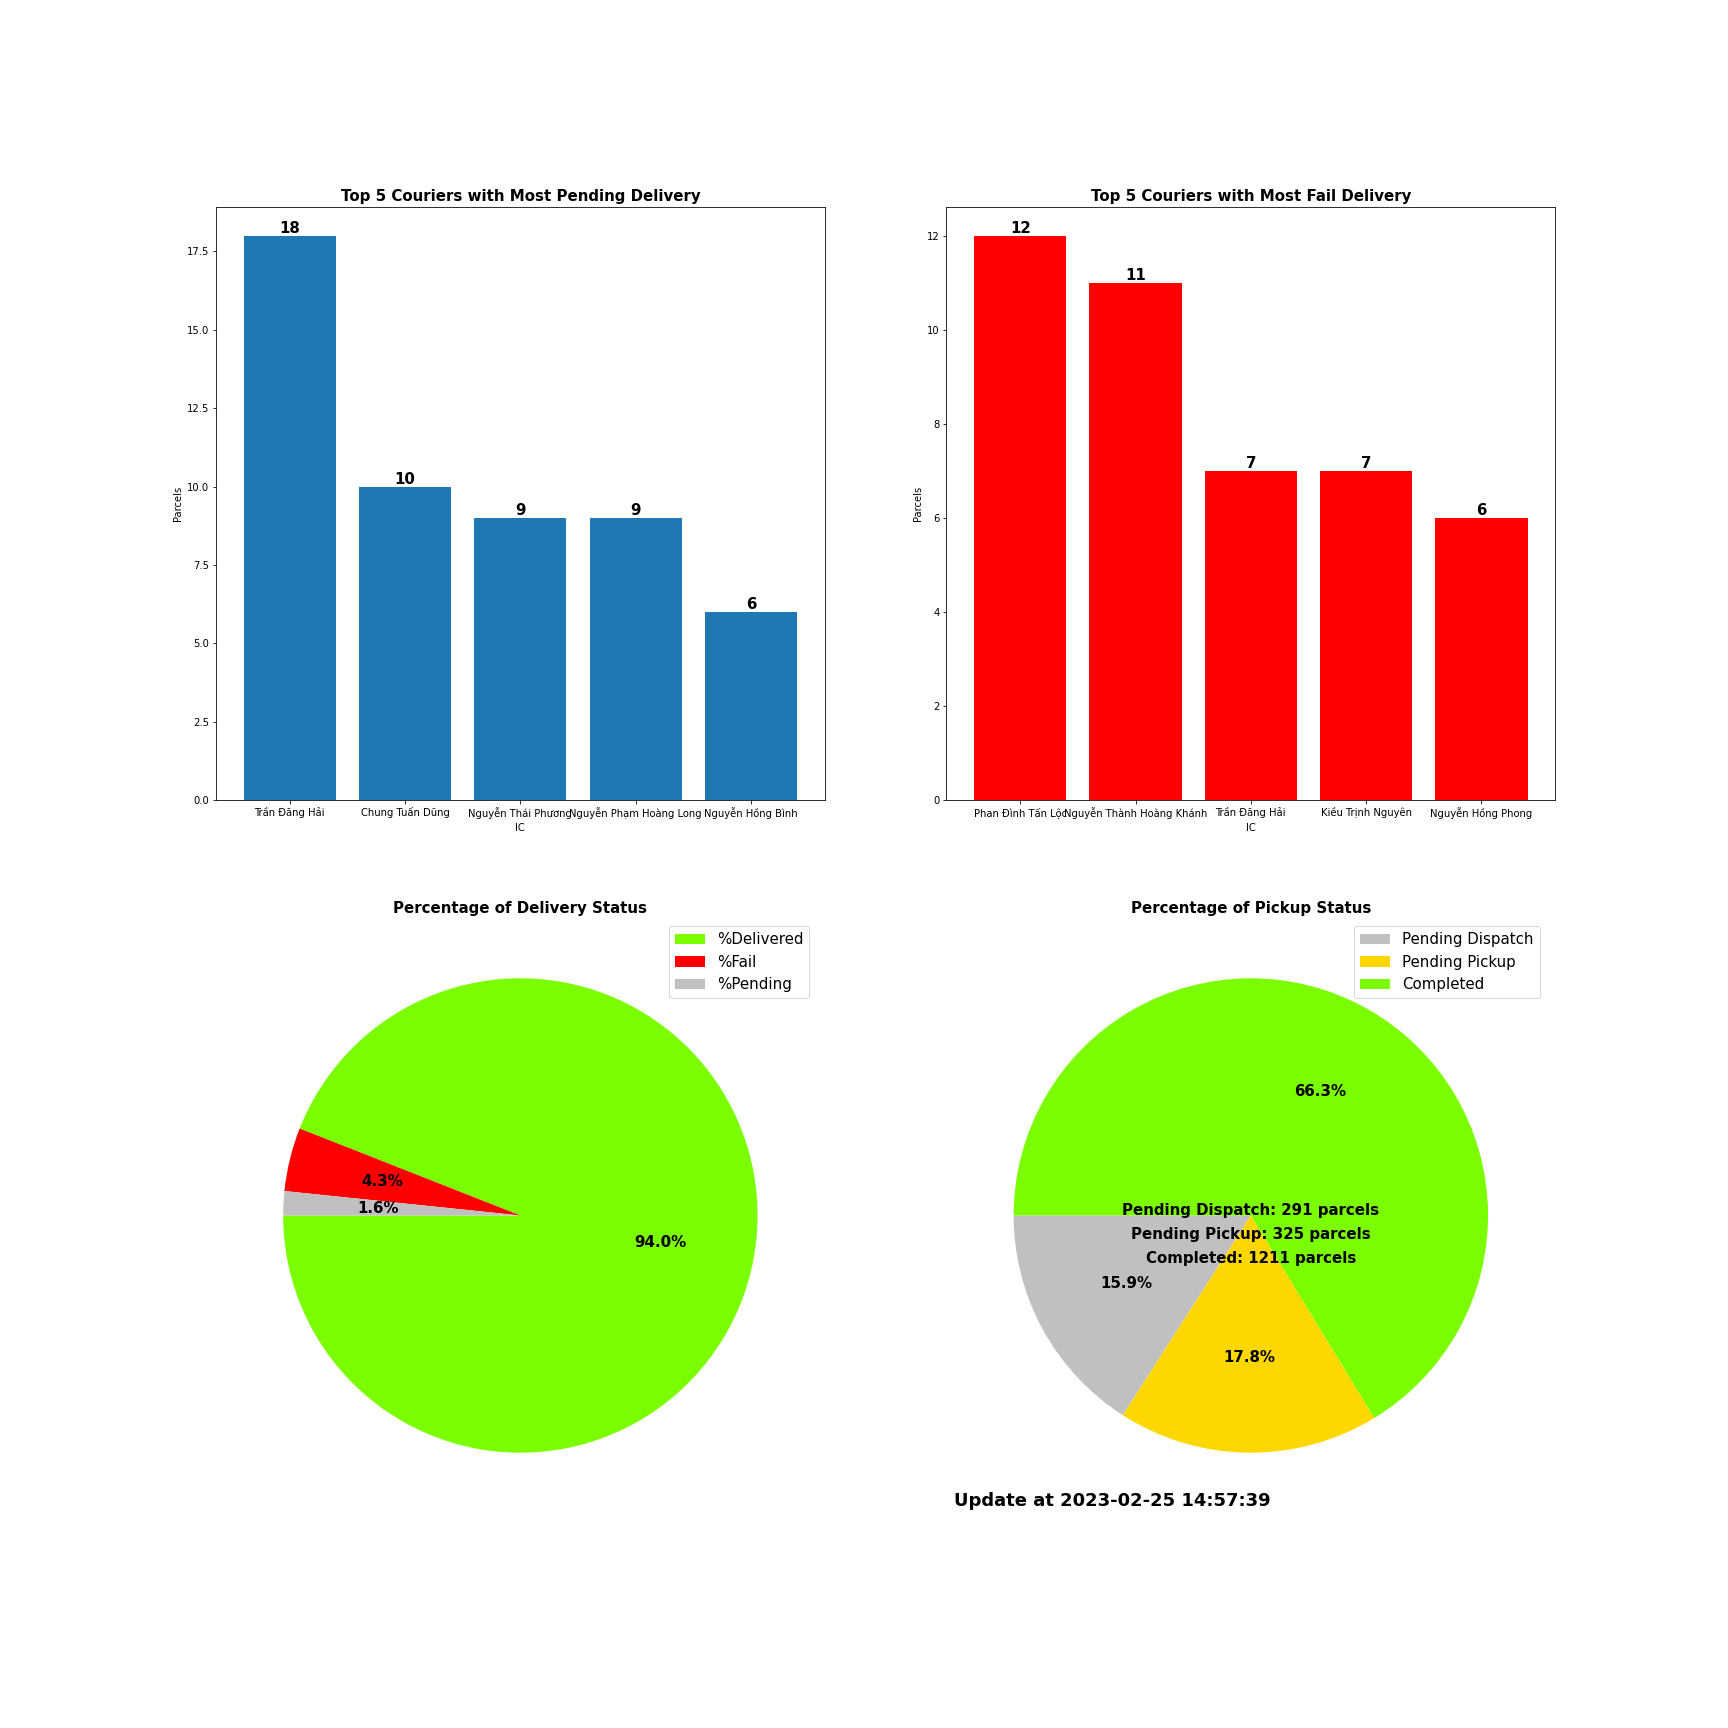 Top 5 Couriers with Most Pending Delivery
18
10
9
9
6
17.5
15.0
12.5
10.0
7.5
5.0
2.5
0.0
Parcels
Trần Đăng Hải
Chung Tuấn Dũng
Nguyễn Thái Phương
Nguyễn Phạm Hoàng Long
Nguyễn Hồng Bình
IC
Top 5 Couriers with Most Fail Delivery
12
11
7
7
6
12
10
8
6
4
2
0
Parcels
Phan Đình Tấn Lộc
Nguyễn Thành Hoàng Khánh
Trần Đăng Hải
Kiều Trịnh Nguyên
Nguyễn Hồng Phong
IC
Percentage of Delivery Status
%Delivered
%Fail
%Pending
4.3%
1.6%
94.0%
Percentage of Pickup Status
Pending Dispatch
Pending Pickup
Completed
66.3%
Pending Dispatch: 291 parcels
Pending Pickup: 325 parcels
Completed: 1211 parcels
15.9%
17.8%
Update at 2023-02-25 14:57:39